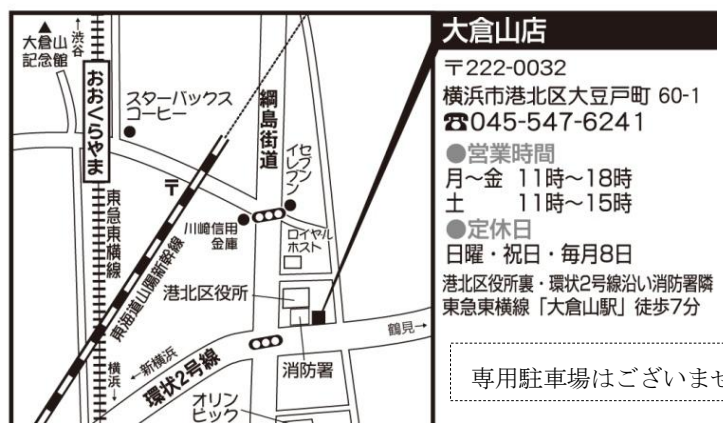 大倉山店
〒222-0032
横浜市港北区大豆戸町 60-1
☎045-547-6241
●営業時間
月～金 11時～18時
土 11時～15時
●定休日
日曜・祝日・毎月8日
港北区役所裏・環状2号線沿い消防署隣
東急東横線「大倉山駅」徒歩7分
専用駐車場はございませ
▲
大倉山
記念館
↑渋谷
おおくらやま
スターバックス
コーヒー
綱島街道
セブン
イレブン
〒
東急東横線
川崎信用
金庫
ロイヤル
ホスト
東海道山陽新幹線
港北区役所
鶴見→
←新横浜
環状2号線
横浜↓
消防署
オリン
ピック